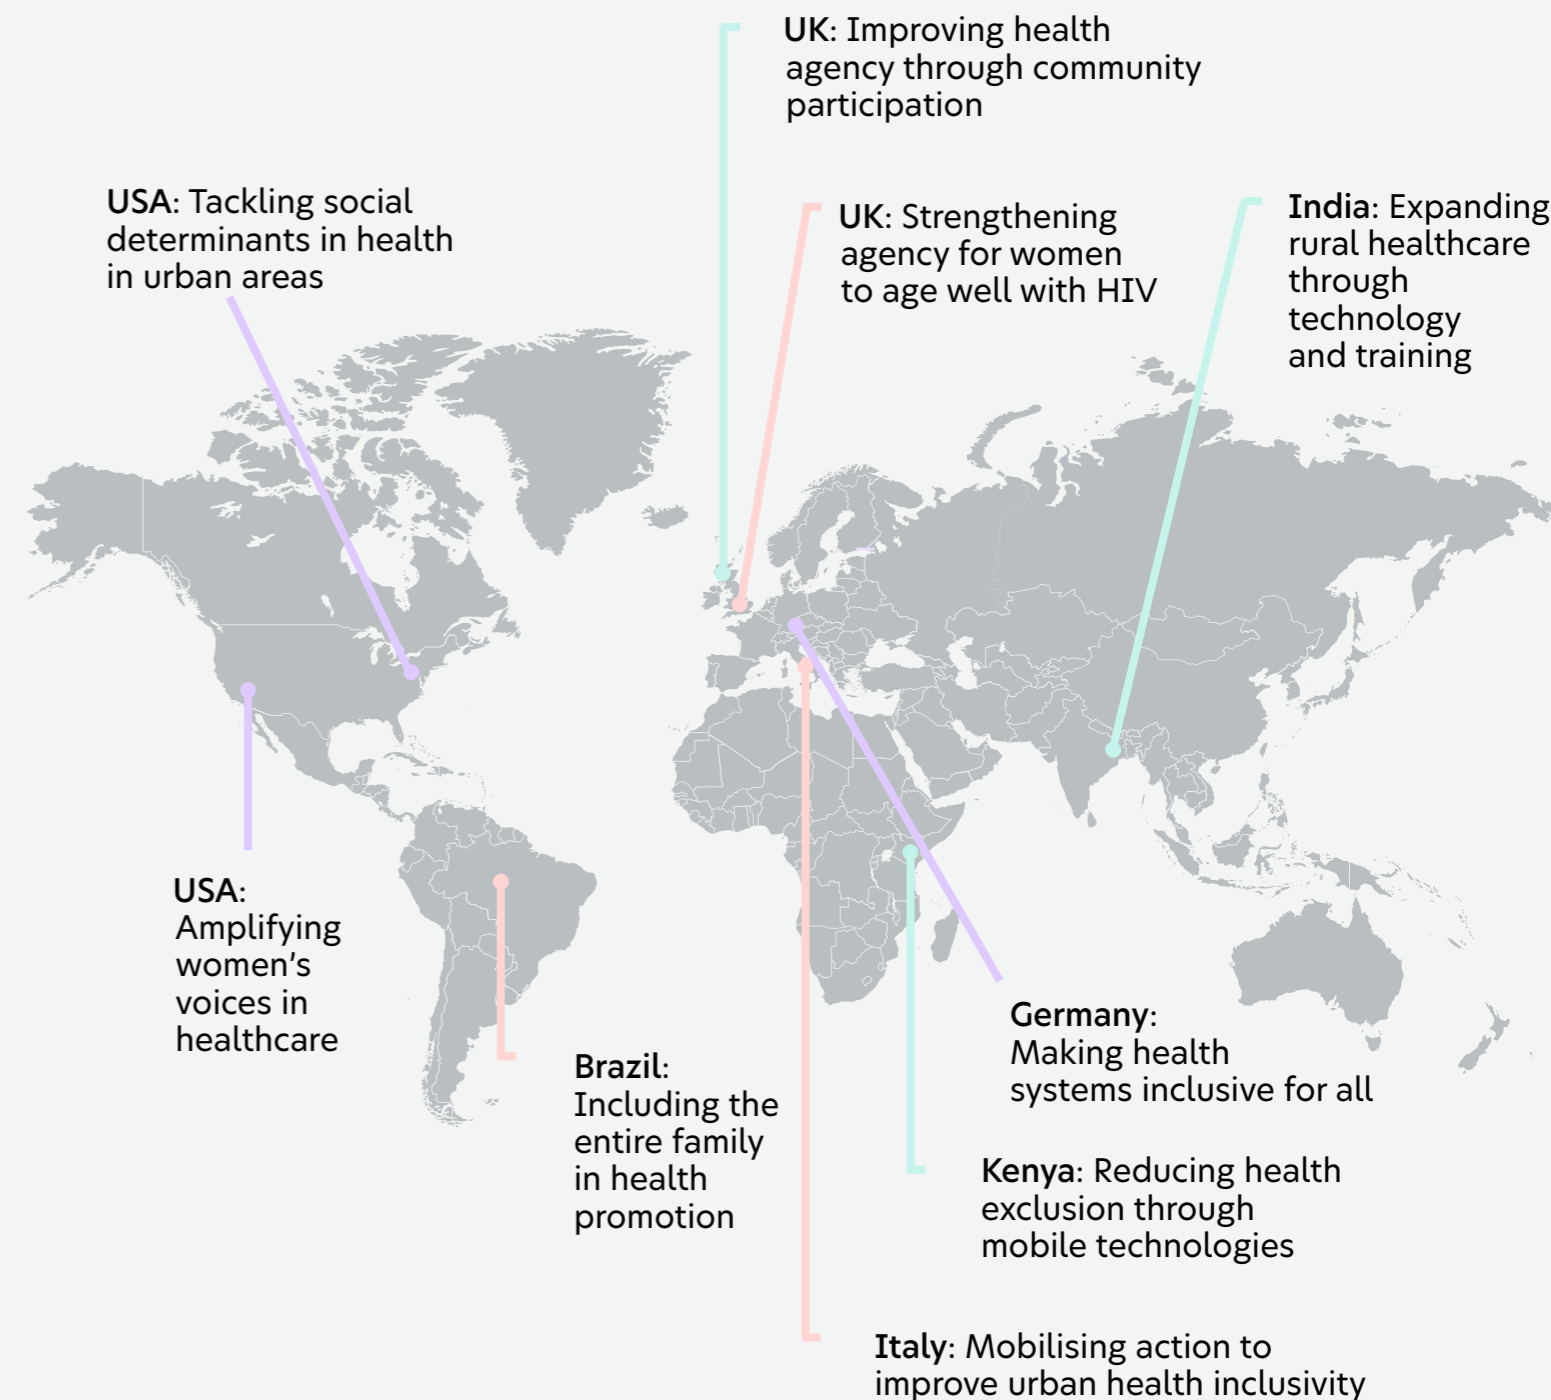 UK: Improving health
agency through community
participation
USA: Tackling social
determinants in health
in urban areas
UK: Strengthening
agency for women
to age well with HIV
India: Expanding
rural healthcare
through
technology
and training
USA:
Amplifying
women’s
voices in
healthcare
Brazil:
Including the
entire family
in health
promotion
Germany:
Making health
systems inclusive for all
Kenya: Reducing health
exclusion through
mobile technologies
Italy: Mobilising action to
improve urban health inclusivity